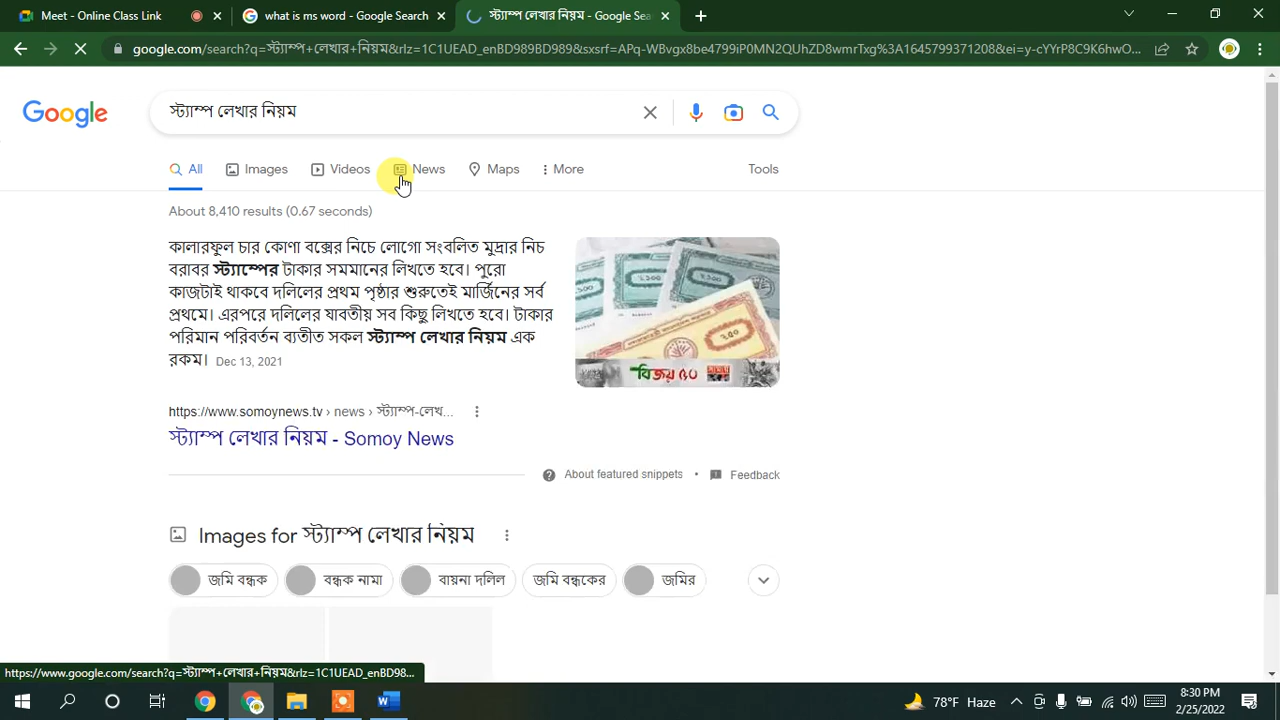 Meet - Online Class Link
what is ms word - Google Search
স্ট্যাম্প লেখার নিয়ম - Google Sea
google.com/search?q=স্ট্যাম্প+লেখার+নিয়ম&rlz=1C1UEAD_enBD989BD989&sxsrf=APq-WBvgx8be4799iP0MN2QUhZD8wmrTxg%3A1645799371208&ei=y-cYYrP8C9K6hwO...
Google
স্ট্যাম্প লেখার নিয়ম
All Images Videos News Maps More Tools
About 8,410 results (0.67 seconds)
কালারফুল চার কোণা বক্সের নিচে লোগো সংবলিত মুদ্রার নিচ
বরাবর স্ট্যাম্পের টাকার সমমানের লিখতে হবে। পুরো
কাজটাই থাকবে দলিলের প্রথম পৃষ্ঠার শুরুতেই মার্জিনের সর্ব
প্রথমে। এরপরে দলিলের যাবতীয় সব কিছু লিখতে হবে। টাকার
পরিমান পরিবর্তন ব্যতীত সকল স্ট্যাম্প লেখার নিয়ম এক
রকম। Dec 13, 2021
৳১০০
৳৫০
বিজয় ৫০
https://www.somoynews.tv › news › স্ট্যাম্প-লেখ...
স্ট্যাম্প লেখার নিয়ম - Somoy News
About featured snippets • Feedback
Images for স্ট্যাম্প লেখার নিয়ম
জমি বন্ধক বন্ধক নামা বায়না দলিল জমি বন্ধকের জমির
https://www.google.com/search?q=স্ট্যাম্প+লেখার+নিয়ম&rlz=1C1UEAD_enBD98...
78°F Haze
8:30 PM
2/25/2022